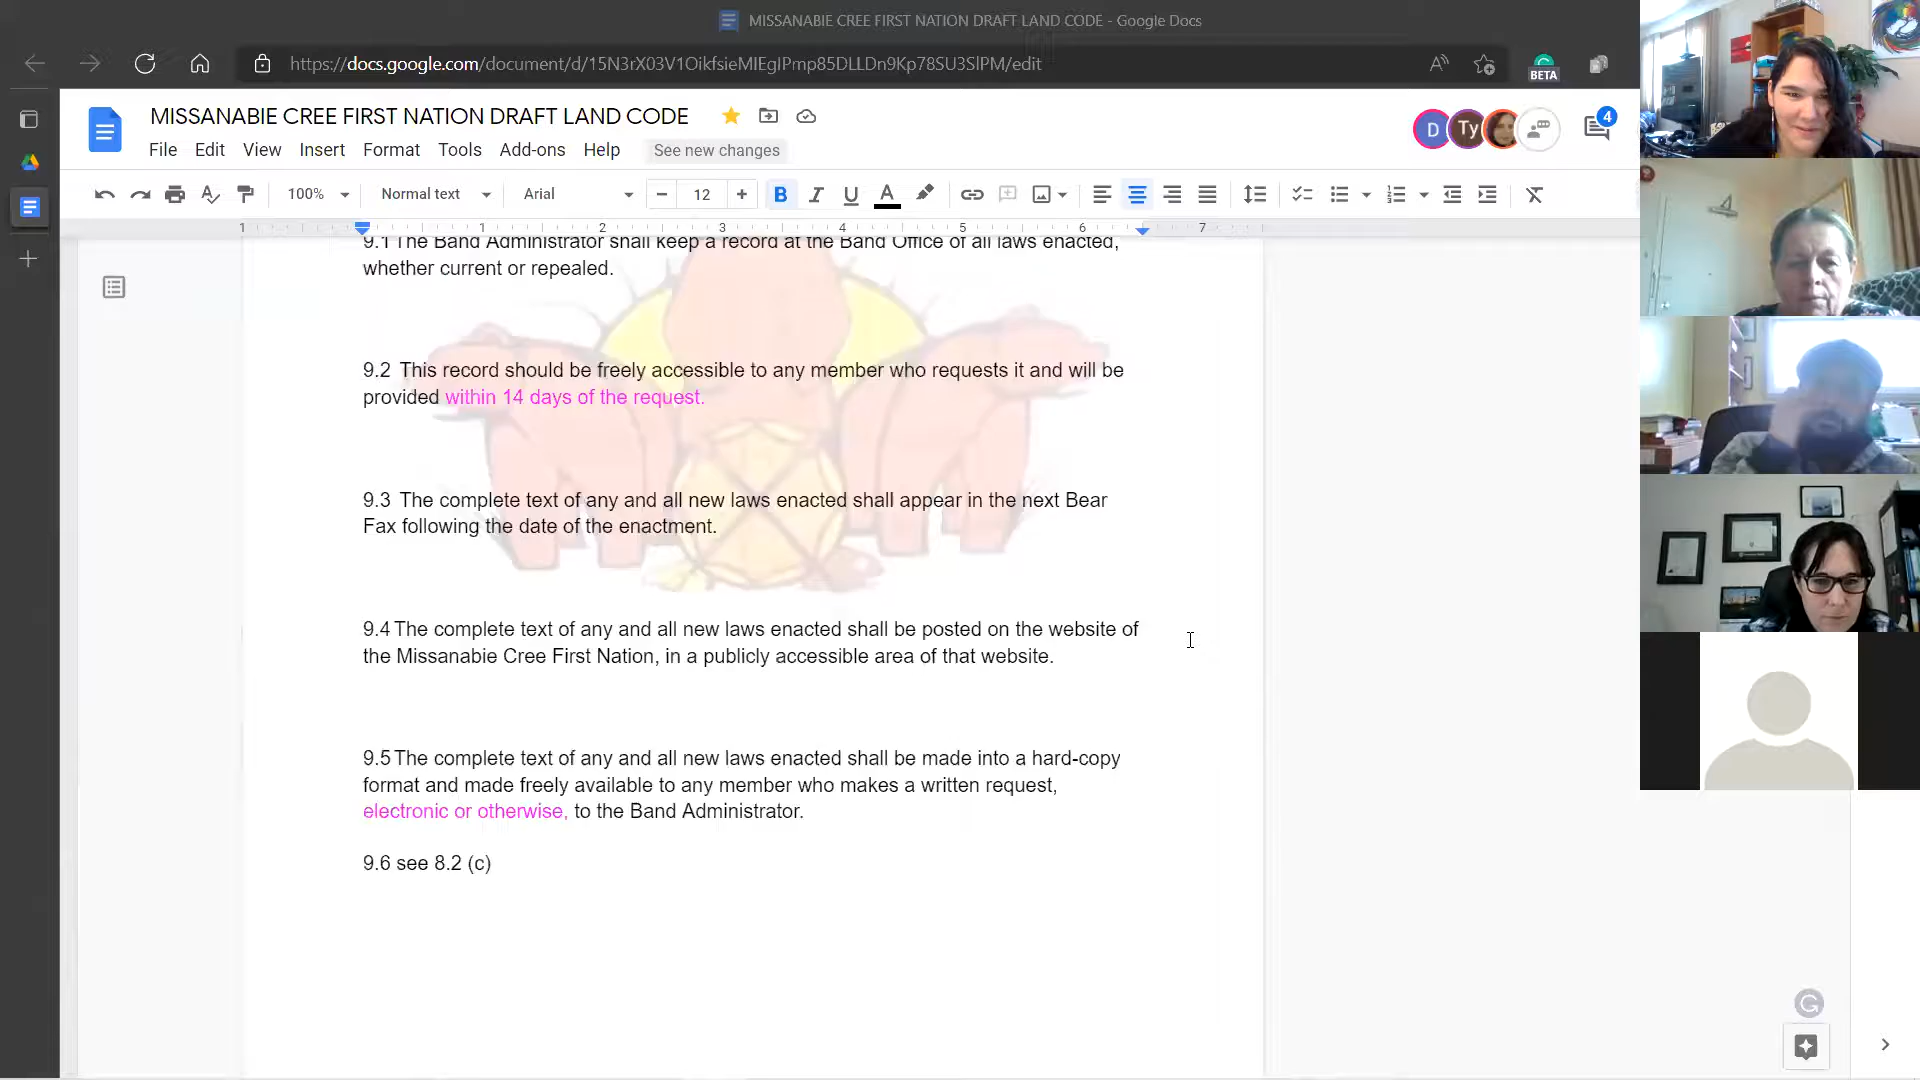 MISSANABIE CREE FIRST NATION DRAFT LAND CODE - Google Docs
https://docs.google.com/document/d/15N3rX03V1OikfsieMIEgIPmp85DLLDn9Kp78SU3SlPM/edit
BETA
MISSANABIE CREE FIRST NATION DRAFT LAND CODE
D
Ty
4
File Edit View Insert Format Tools Add-ons Help See new changes
100% Normal text Arial 12 B I U A
1 1 2 3 4 5 6 7
9.1 The Band Administrator shall keep a record at the Band Office of all laws enacted,
whether current or repealed.
9.2 This record should be freely accessible to any member who requests it and will be
provided within 14 days of the request.
9.3 The complete text of any and all new laws enacted shall appear in the next Bear
Fax following the date of the enactment.
9.4 The complete text of any and all new laws enacted shall be posted on the website of
the Missanabie Cree First Nation, in a publicly accessible area of that website.
9.5 The complete text of any and all new laws enacted shall be made into a hard-copy
format and made freely available to any member who makes a written request,
electronic or otherwise, to the Band Administrator.
9.6 see 8.2 (c)